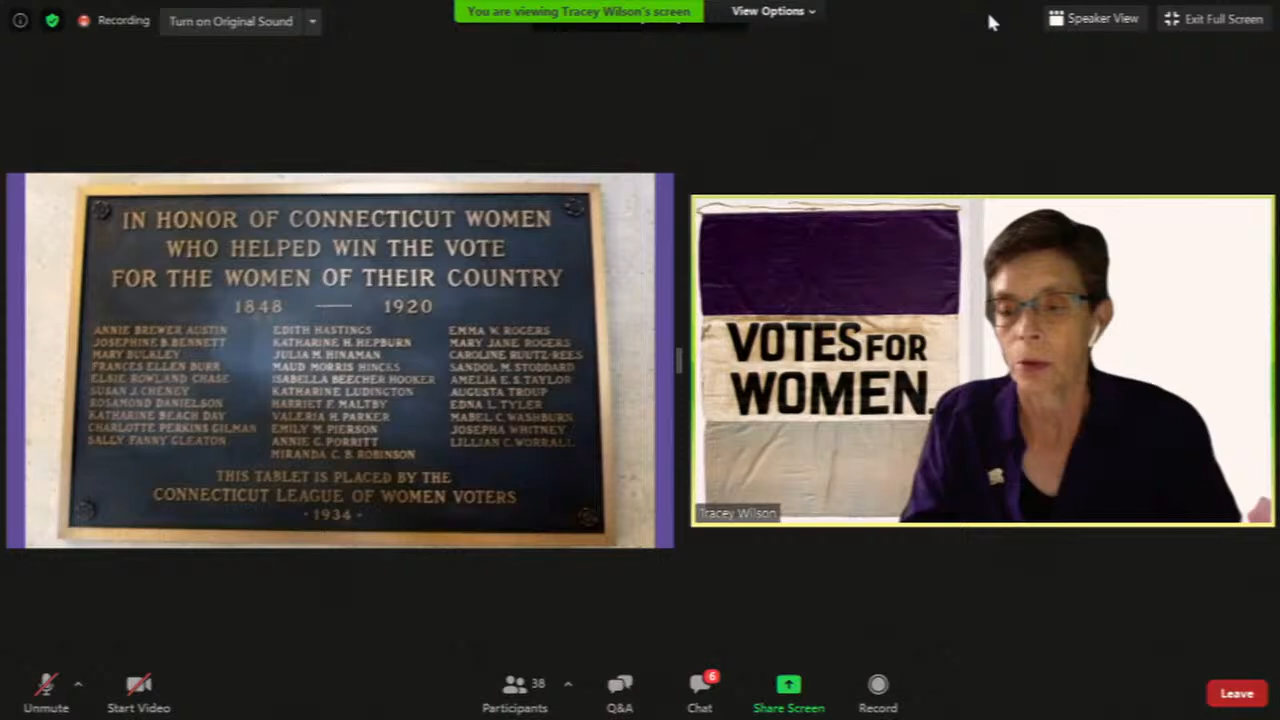 Recording
Turn on Original Sound
You are viewing Tracey Wilson's screen
View Options
Speaker View
Exit Full Screen
IN HONOR OF CONNECTICUT WOMEN
WHO HELPED WIN THE VOTE
FOR THE WOMEN OF THEIR COUNTRY
1848 — 1920
ANNIE BREWER AUSTIN
JOSEPHINE B. BENNETT
MARY BULKLEY
FRANCES ELLEN BURR
ELSIE ROWLAND CHASE
SUSAN J. CHENEY
ROSAMOND DANIELSON
KATHARINE BEACH DAY
CHARLOTTE PERKINS GILMAN
SALLY FANNY GLEATON
EDITH HASTINGS
KATHARINE H. HEPBURN
JULIA M. HINAMAN
MAUD MORRIS HINCKS
ISABELLA BEECHER HOOKER
KATHARINE LUDINGTON
HARRIET F. MALTBY
VALERIA H. PARKER
EMILY M. PIERSON
ANNIE G. PORRITT
MIRANDA C. B. ROBINSON
EMMA W. ROGERS
MARY JANE ROGERS
CAROLINE RUUTZ-REES
SANDOL M. STODDARD
AMELIA E. S. TAYLOR
AUGUSTA TROUP
EDNA L. TYLER
MABEL C. WASHBURN
JOSEPHA WHITNEY
LILLIAN C. WORRALL
THIS TABLET IS PLACED BY THE
CONNECTICUT LEAGUE OF WOMEN VOTERS
· 1934 ·
VOTES FOR
WOMEN.
Tracey Wilson
Unmute
Start Video
38
Participants
Q&A
6
Chat
Share Screen
Record
Leave